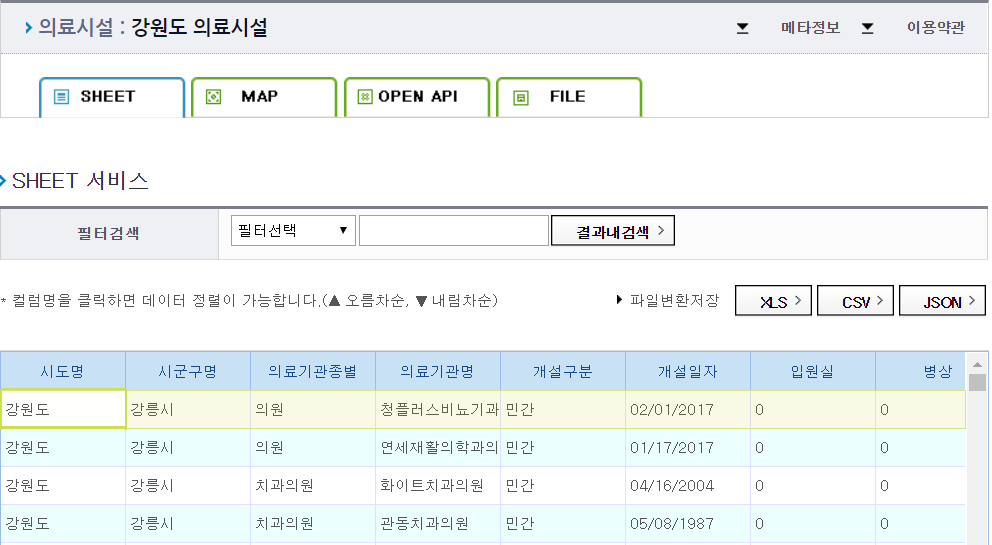 의료시설 : 강원도 의료시설 메타정보 이용약관
SHEET MAP OPEN API FILE
SHEET 서비스
필터검색 필터선택 ▼ 결과내검색 >
* 컬럼명을 클릭하면 데이터 정렬이 가능합니다.(▲ 오름차순, ▼ 내림차순) 파일변환저장 XLS > CSV > JSON >
시도명 시군구명 의료기관종별 의료기관명 개설구분 개설일자 입원실 병상
강원도 강릉시 의원 청플러스비뇨기과 민간 02/01/2017 0 0
강원도 강릉시 의원 연세재활의학과의 민간 01/17/2017 0 0
강원도 강릉시 치과의원 화이트치과의원 민간 04/16/2004 0 0
강원도 강릉시 치과의원 관동치과의원 민간 05/08/1987 0 0